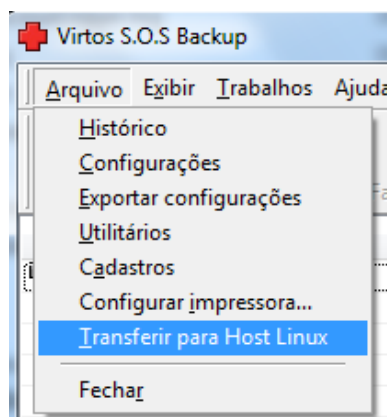 Virtos S.O.S Backup
Arquivo Exibir Trabalhos Ajuda
Histórico
Configurações
Exportar configurações
Utilitários
Cadastros
Configurar impressora...
Transferir para Host Linux
Fechar